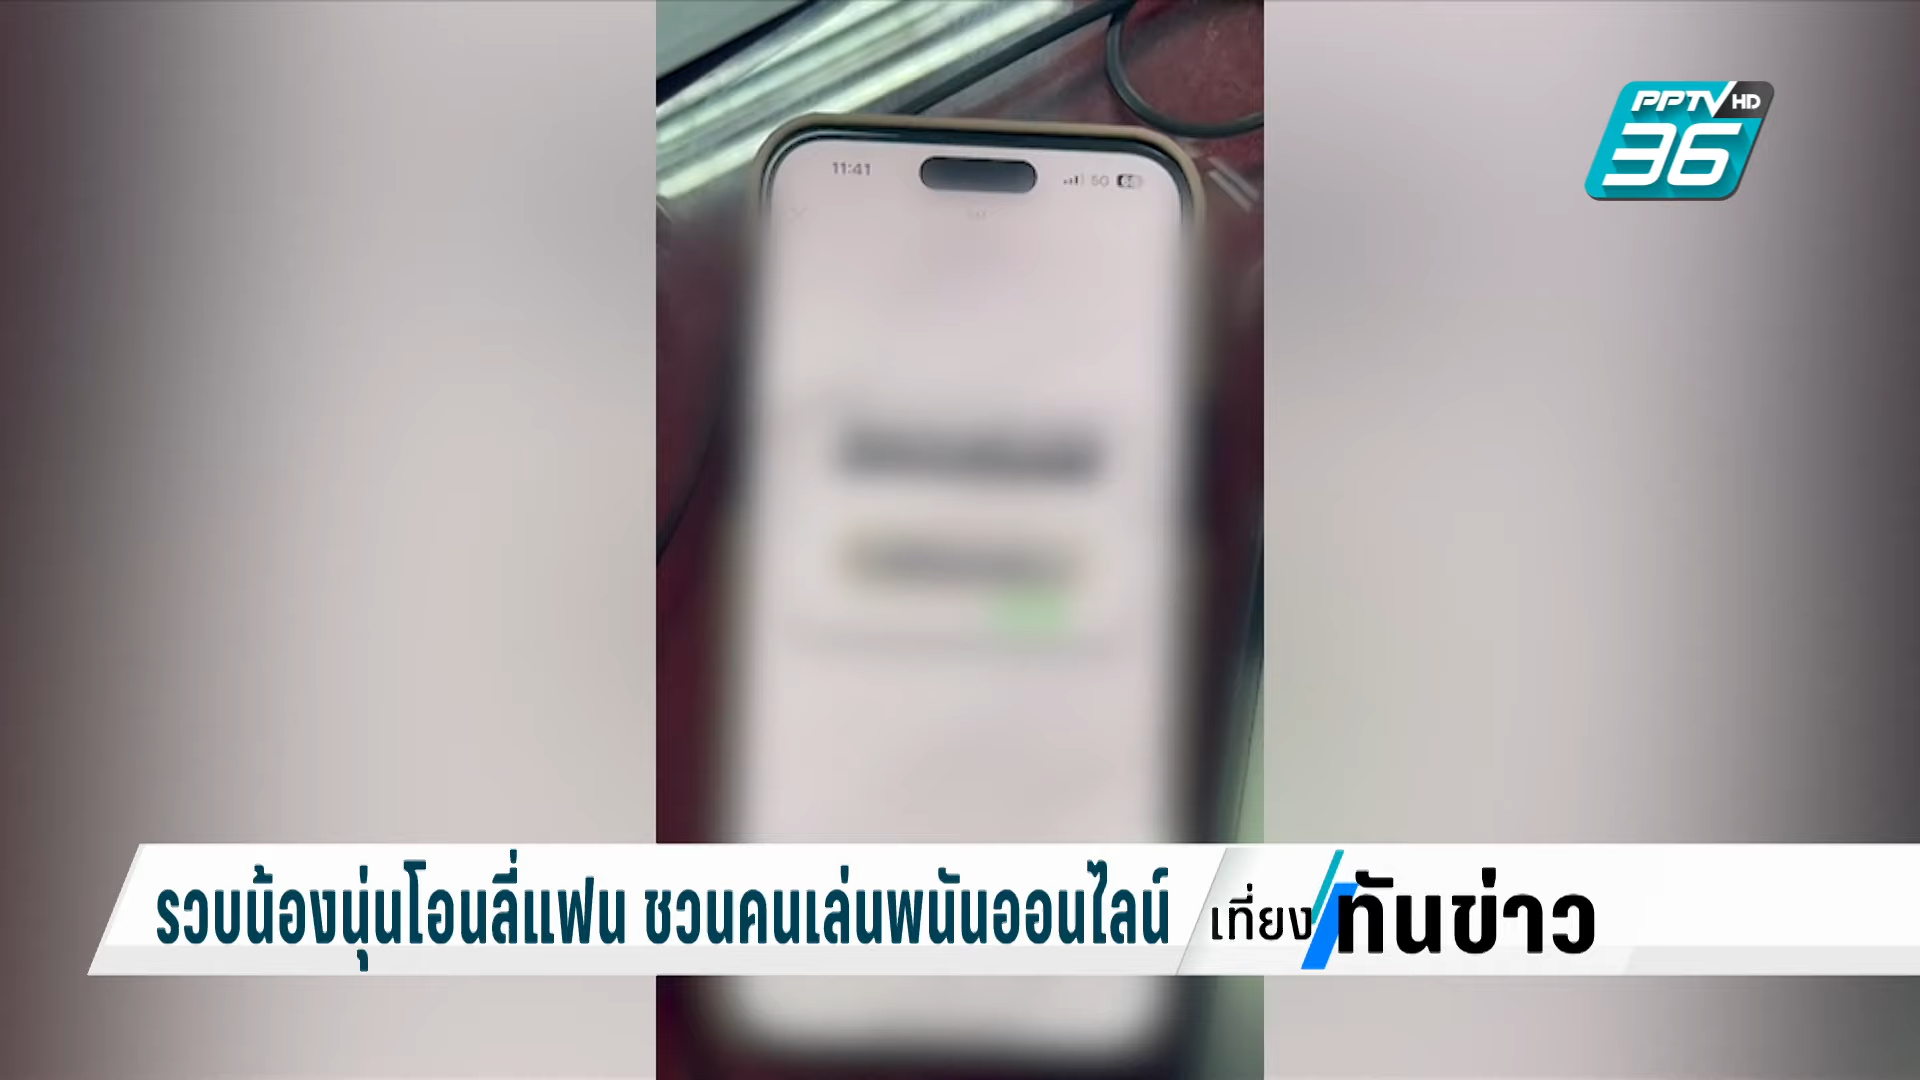 PPTV HD
36
11:41
5G
รวบน้องนุ่นโอนลี่แฟน ชวนคนเล่นพนันออนไลน์
เที่ยง ทันข่าว